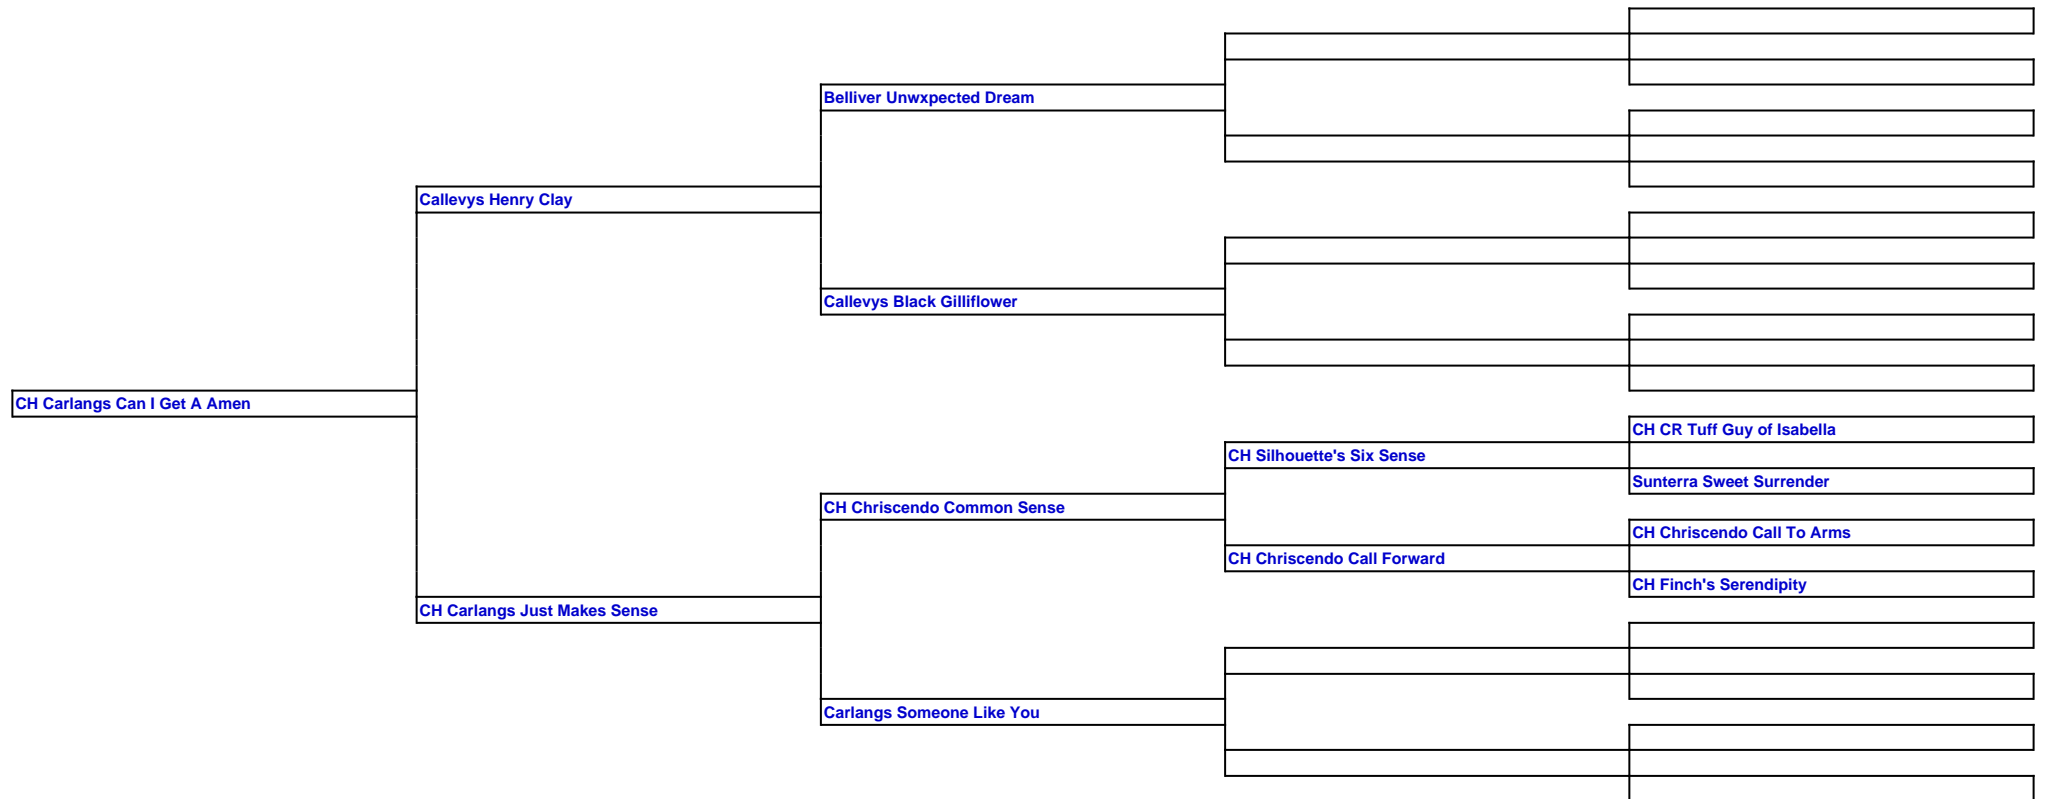 Belliver Unwxpected Dream
Callevys Henry Clay
Callevys Black Gilliflower
CH Carlangs Can I Get A Amen
CH CR Tuff Guy of Isabella
CH Silhouette's Six Sense
Sunterra Sweet Surrender
CH Chriscendo Common Sense
CH Chriscendo Call To Arms
CH Chriscendo Call Forward
CH Finch's Serendipity
CH Carlangs Just Makes Sense
Carlangs Someone Like You